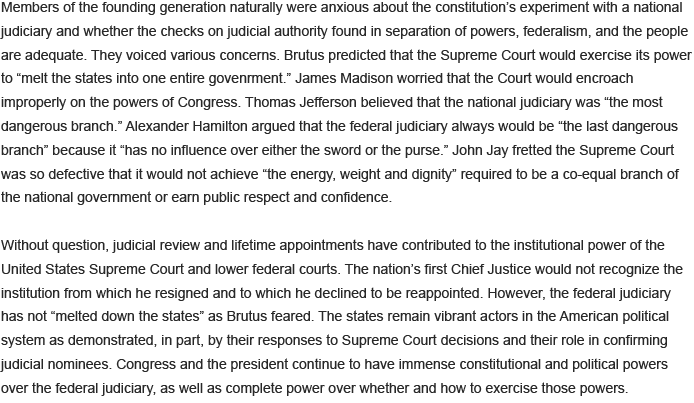 Members of the founding generation naturally were anxious about the constitution's experiment with a national
judiciary and whether the checks on judicial authority found in separation of powers, federalism, and the people
are adequate. They voiced various concerns. Brutus predicted that the Supreme Court would exercise its power
to “melt the states into one entire govenrment.” James Madison worried that the Court would encroach
improperly on the powers of Congress. Thomas Jefferson believed that the national judiciary was “the most
dangerous branch.” Alexander Hamilton argued that the federal judiciary always would be “the last dangerous
branch” because it “has no influence over either the sword or the purse.” John Jay fretted the Supreme Court
was so defective that it would not achieve “the energy, weight and dignity” required to be a co-equal branch of
the national government or earn public respect and confidence.

Without question, judicial review and lifetime appointments have contributed to the institutional power of the
United States Supreme Court and lower federal courts. The nation's first Chief Justice would not recognize the
institution from which he resigned and to which he declined to be reappointed. However, the federal judiciary
has not “melted down the states” as Brutus feared. The states remain vibrant actors in the American political
system as demonstrated, in part, by their responses to Supreme Court decisions and their role in confirming
judicial nominees. Congress and the president continue to have immense constitutional and political powers
over the federal judiciary, as well as complete power over whether and how to exercise those powers.